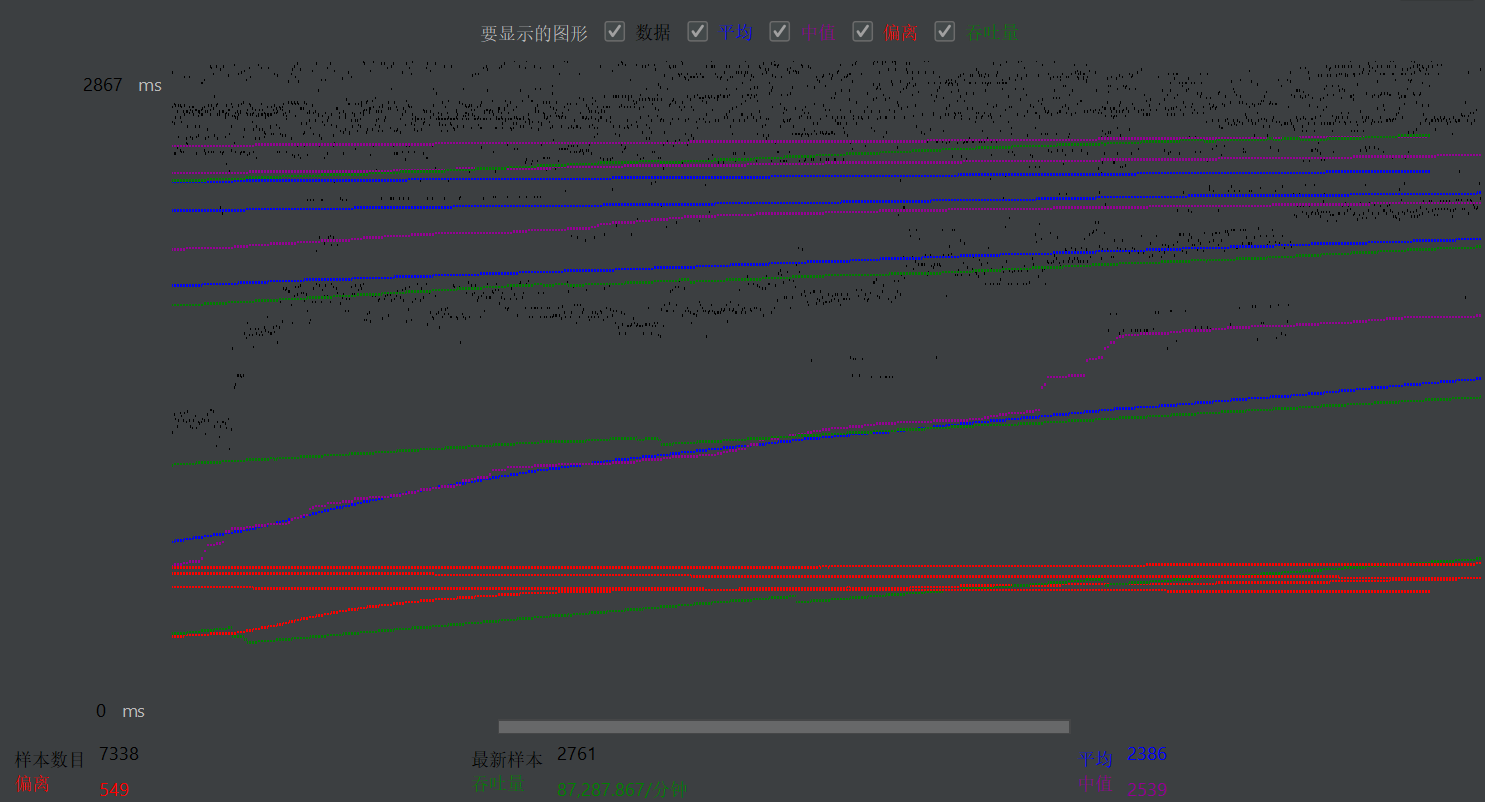 要显示的图形 数据 平均 中值 偏离 吞吐量
2867 ms
0 ms
样本数目 7338 最新样本 2761 平均 2386
偏离 549 吞吐量 87,287.867/分钟 中值 2539